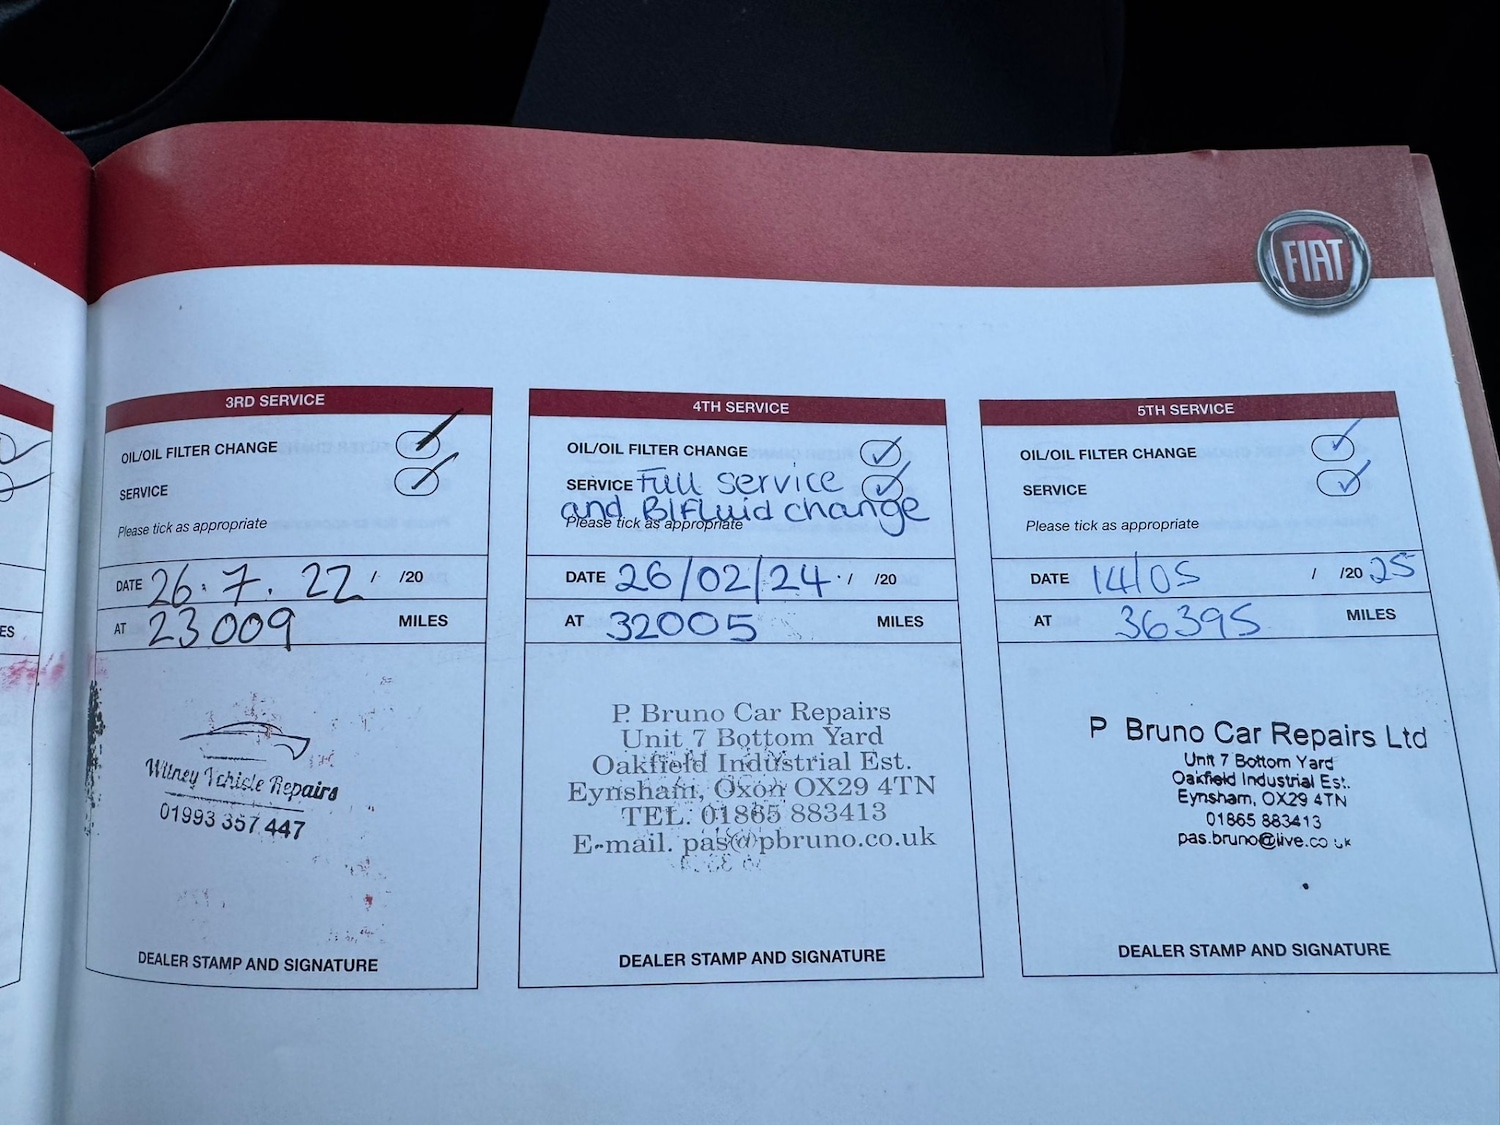 FIAT
ES
3RD SERVICE
OIL/OIL FILTER CHANGE
SERVICE
Please tick as appropriate
DATE 26.7.22 / /20
AT 23009 MILES
Witney Vehicle Repairs
01993 357 447
DEALER STAMP AND SIGNATURE
4TH SERVICE
OIL/OIL FILTER CHANGE
SERVICE Full service
and B/Fluid change
Please tick as appropriate
DATE 26/02/24 / /20
AT 32005 MILES
P. Bruno Car Repairs
Unit 7 Bottom Yard
Oakfield Industrial Est.
Eynsham, Oxon OX29 4TN
TEL. 01865 883413
E-mail. pas@pbruno.co.uk
DEALER STAMP AND SIGNATURE
5TH SERVICE
OIL/OIL FILTER CHANGE
SERVICE
Please tick as appropriate
DATE 14/05 / /20 25
AT 36395 MILES
P Bruno Car Repairs Ltd
Unit 7 Bottom Yard
Oakfield Industrial Est.
Eynsham, OX29 4TN
01865 883413
pas.bruno@live.co uk
DEALER STAMP AND SIGNATURE